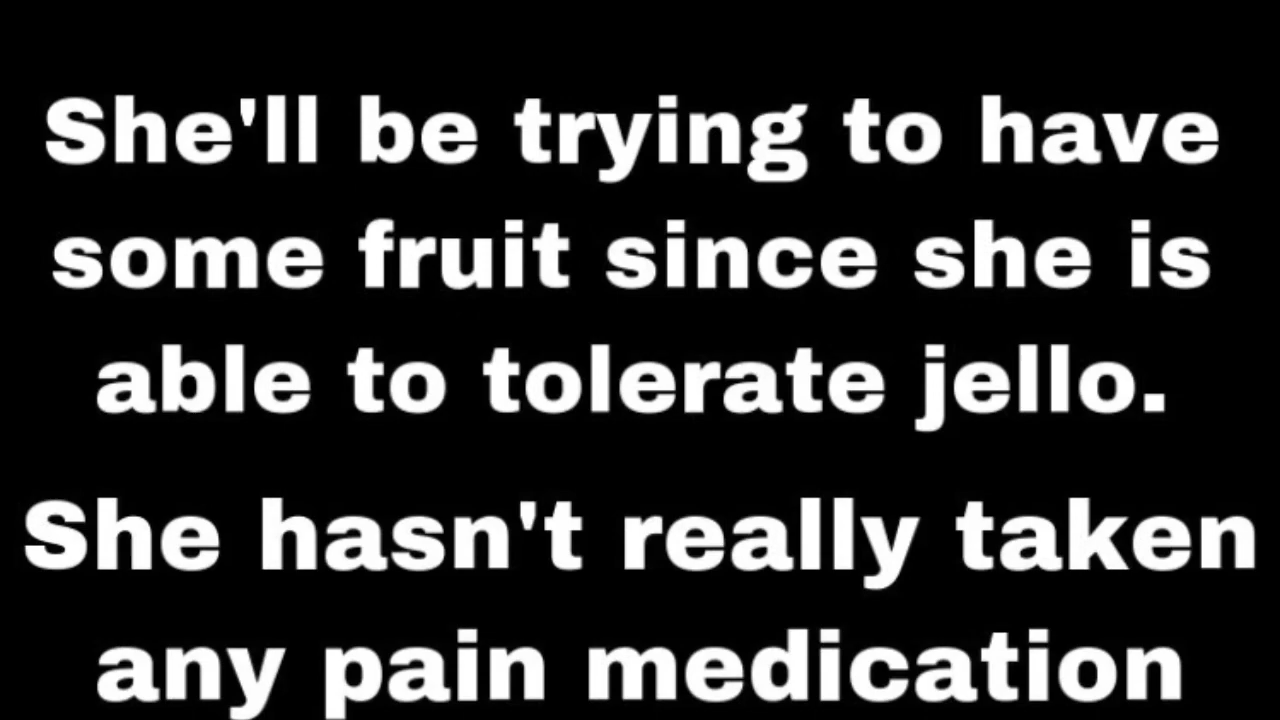 She'll be trying to have
some fruit since she is
able to tolerate jello.
She hasn't really taken
any pain medication